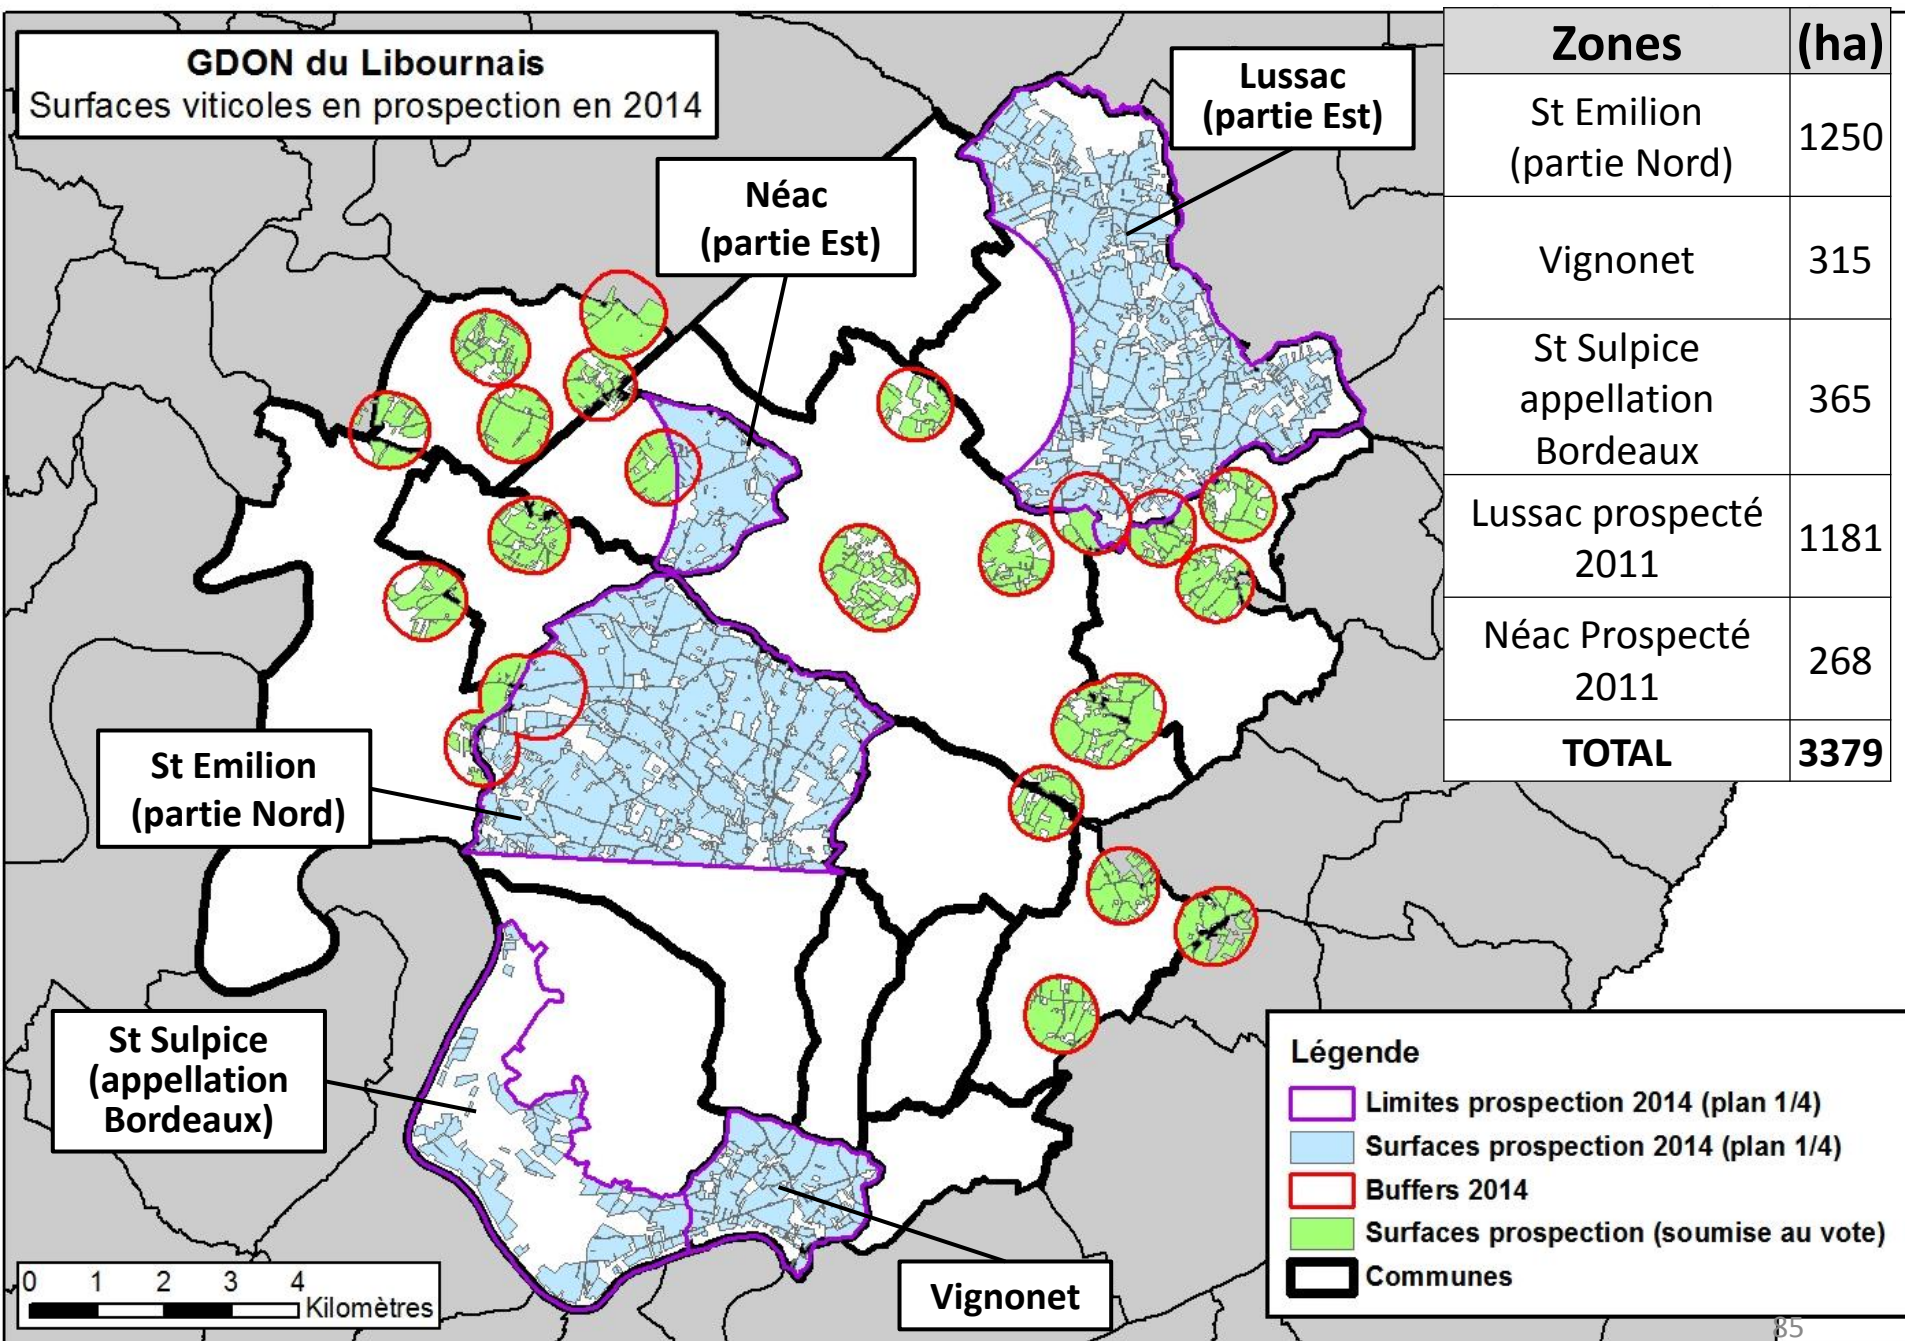 GDON du Libournais
Surfaces viticoles en prospection en 2014
Lussac
(partie Est)
Néac
(partie Est)
St Emilion
(partie Nord)
St Sulpice
(appellation
Bordeaux)
Vignonet
Zones (ha)
St Emilion
(partie Nord) 1250
Vignonet 315
St Sulpice
appellation 365
Bordeaux
Lussac prospecté
2011 1181
Néac Prospecté
2011 268
TOTAL 3379
Légende
Limites prospection 2014 (plan 1/4)
Surfaces prospection 2014 (plan 1/4)
Buffers 2014
Surfaces prospection (soumise au vote)
Communes
0 1 2 3 4
Kilomètres
85